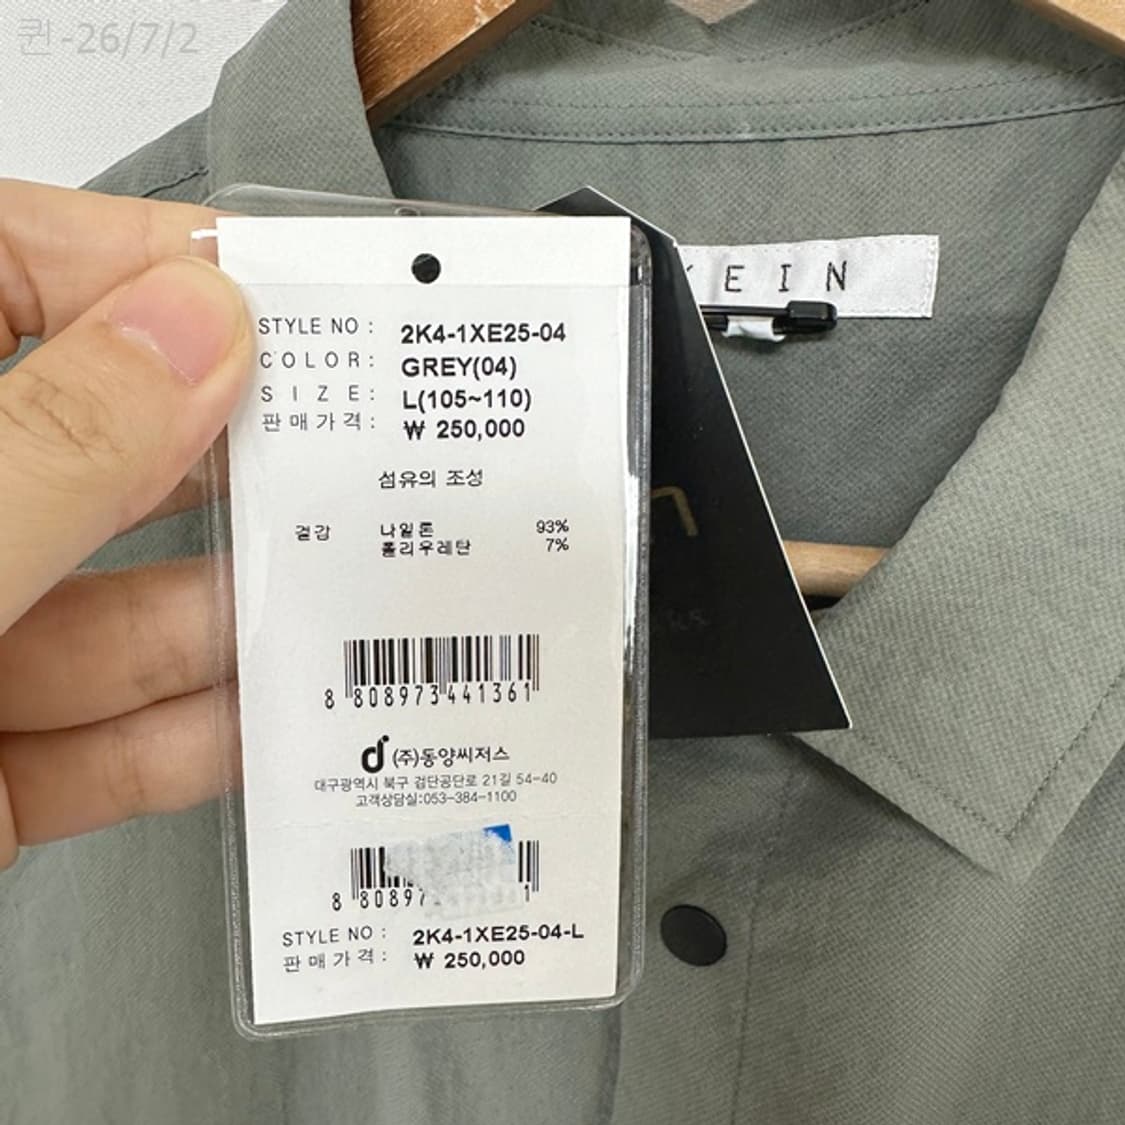 퀸-26/7/2
EIN
STYLE NO : 2K4-1XE25-04
COLOR: GREY(04)
SIZE: L(105~110)
판매가격: ₩ 250,000
섬유의 조성
겉감 나일론 93%
폴리우레탄 7%
8 808973 441361
(주)동양씨저스
대구광역시 북구 검단공단로 21길 54-40
고객상담실:053-384-1100
8 80897 1
STYLE NO : 2K4-1XE25-04-L
판매가격: ₩ 250,000